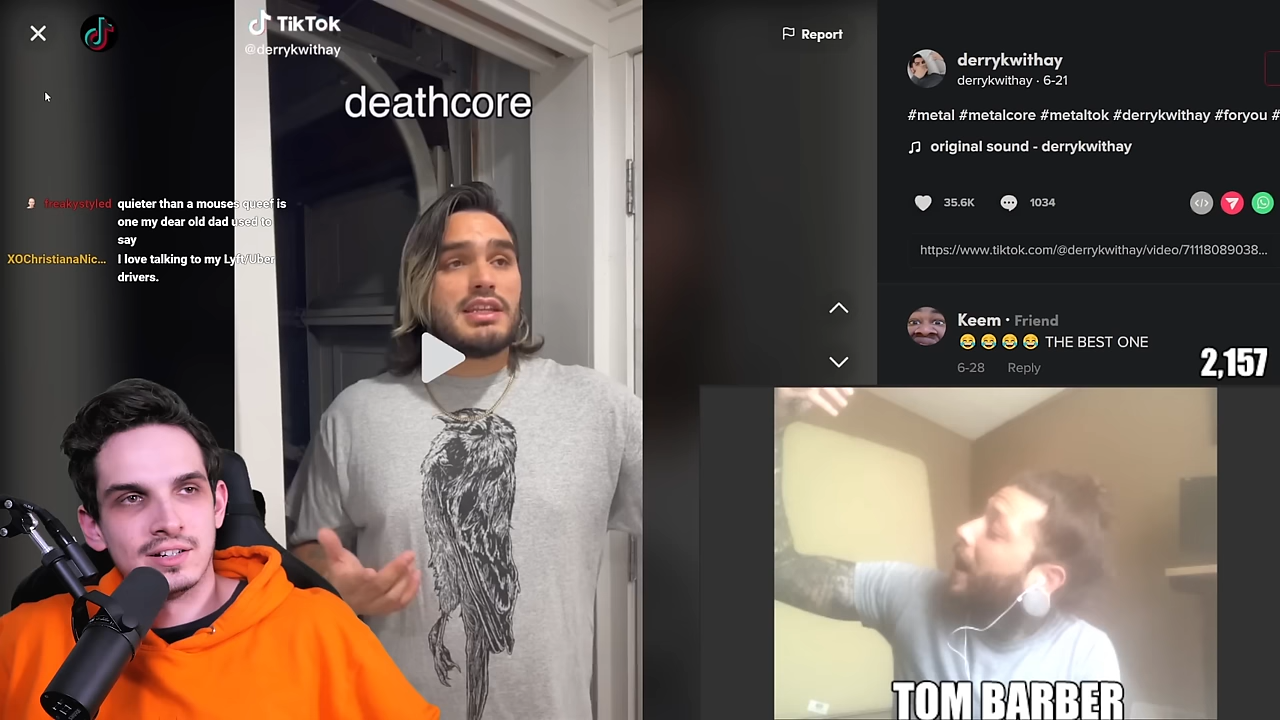 TikTok
@derrykwithay
deathcore
freakystyled quieter than a mouses queef is
one my dear old dad used to
say
XOChristianaNic... I love talking to my Lyft/Uber
drivers.
Report
derrykwithay
derrykwithay · 6-21
#metal #metalcore #metaltok #derrykwithay #foryou #
original sound - derrykwithay
35.6K 1034
https://www.tiktok.com/@derrykwithay/video/71118089038...
Keem · Friend
😂😂😂😂 THE BEST ONE
6-28 Reply
2,157
TOM BARBER